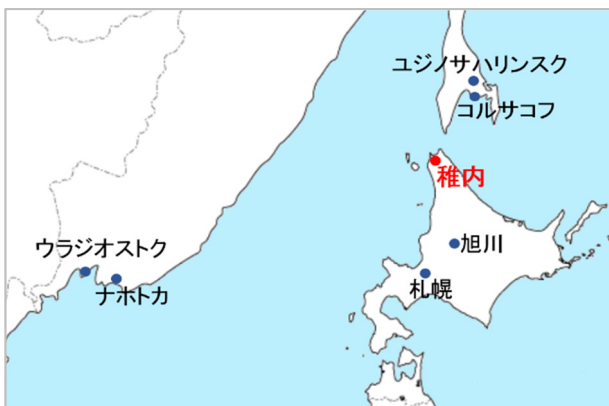 ユジノサハリンスク
コルサコフ
稚内
ウラジオストク
ナホトカ
旭川
札幌